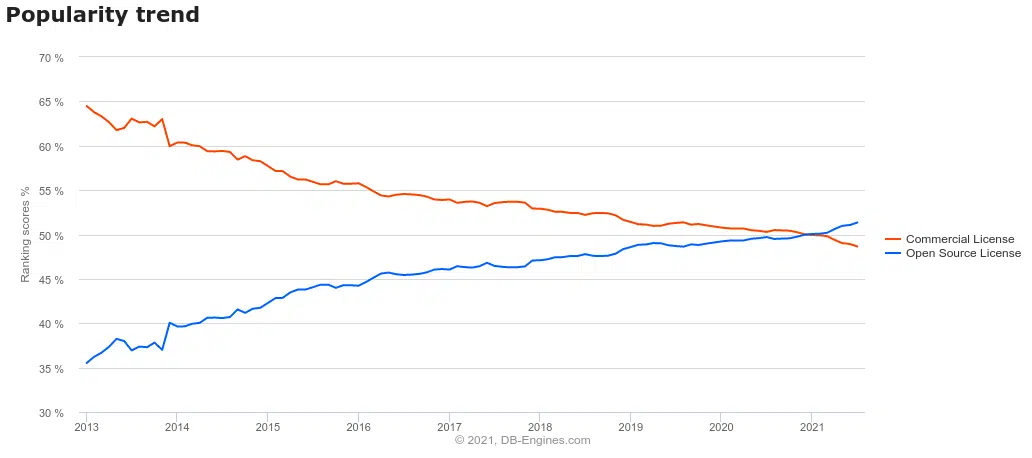 Popularity trend
70 %
65 %
60 %
55 %
50 %
45 %
40 %
35 %
30 %
Ranking scores %
Commercial License
Open Source License
2013 2014 2015 2016 2017 2018 2019 2020 2021
© 2021, DB-Engines.com